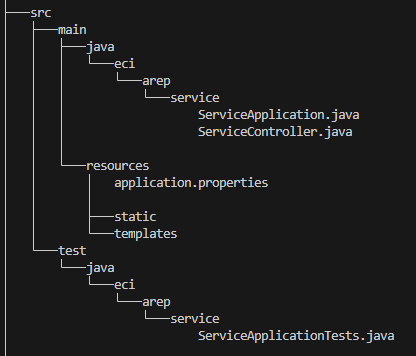 src
main
java
eci
arep
service
ServiceApplication.java
ServiceController.java
resources
application.properties
static
templates
test
java
eci
arep
service
ServiceApplicationTests.java